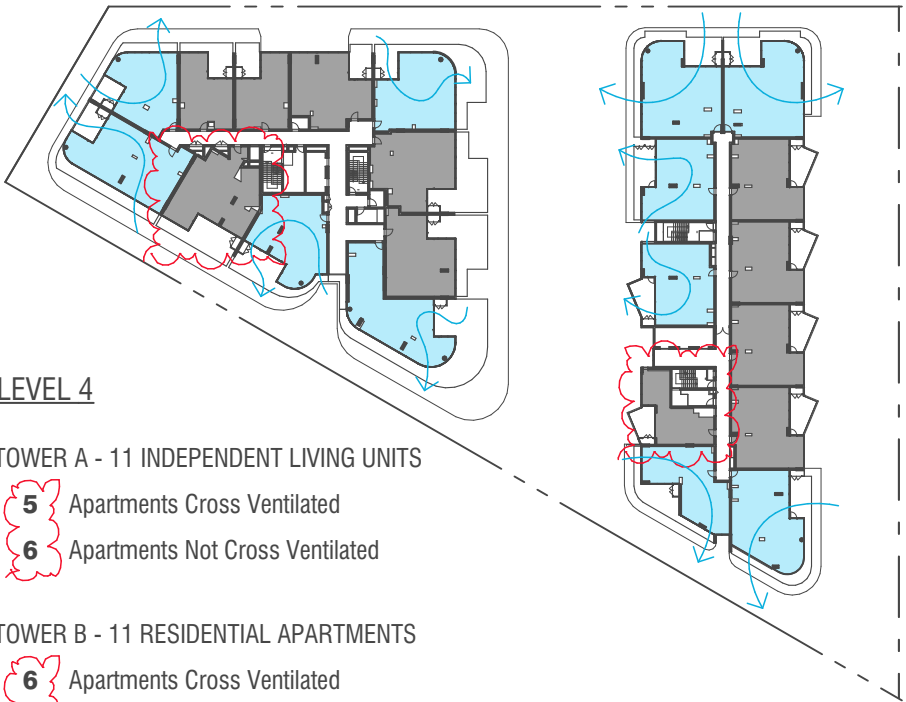 LEVEL 4
TOWER A - 11 INDEPENDENT LIVING UNITS
5 Apartments Cross Ventilated
6 Apartments Not Cross Ventilated
TOWER B - 11 RESIDENTIAL APARTMENTS
6 Apartments Cross Ventilated